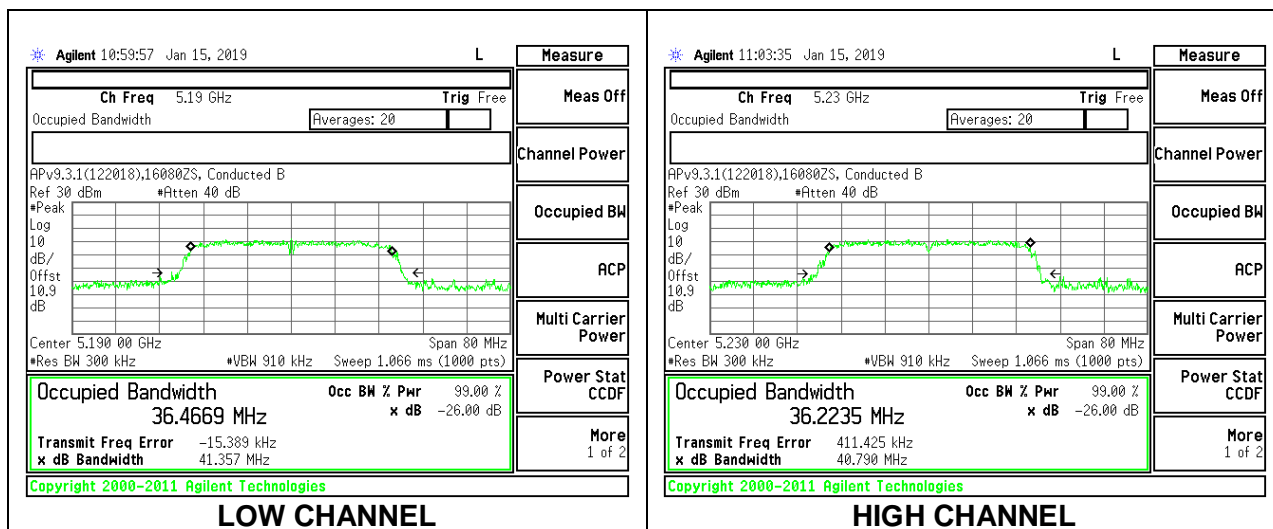 Agilent 10:59:57 Jan 15, 2019 L
Measure
Ch Freq 5.19 GHz Trig Free
Meas Off
Occupied Bandwidth Averages: 20
Channel Power
APv9.3.1(122018),16080ZS, Conducted B
Ref 30 dBm #Atten 40 dB
#Peak
Log
10
dB/
Offst
10.9
dB
Occupied BW
ACP
Multi Carrier
Power
Center 5.190 00 GHz Span 80 MHz
#Res BW 300 kHz #VBW 910 kHz Sweep 1.066 ms (1000 pts)
Power Stat
CCDF
Occupied Bandwidth Occ BW % Pwr 99.00 %
36.4669 MHz x dB -26.00 dB
Transmit Freq Error -15.389 kHz
x dB Bandwidth 41.357 MHz
More
1 of 2
Copyright 2000-2011 Agilent Technologies
LOW CHANNEL
Agilent 11:03:35 Jan 15, 2019 L
Measure
Ch Freq 5.23 GHz Trig Free
Meas Off
Occupied Bandwidth Averages: 20
Channel Power
APv9.3.1(122018),16080ZS, Conducted B
Ref 30 dBm #Atten 40 dB
#Peak
Log
10
dB/
Offst
10.9
dB
Occupied BW
ACP
Multi Carrier
Power
Center 5.230 00 GHz Span 80 MHz
#Res BW 300 kHz #VBW 910 kHz Sweep 1.066 ms (1000 pts)
Power Stat
CCDF
Occupied Bandwidth Occ BW % Pwr 99.00 %
36.2235 MHz x dB -26.00 dB
Transmit Freq Error 411.425 kHz
x dB Bandwidth 40.790 MHz
More
1 of 2
Copyright 2000-2011 Agilent Technologies
HIGH CHANNEL